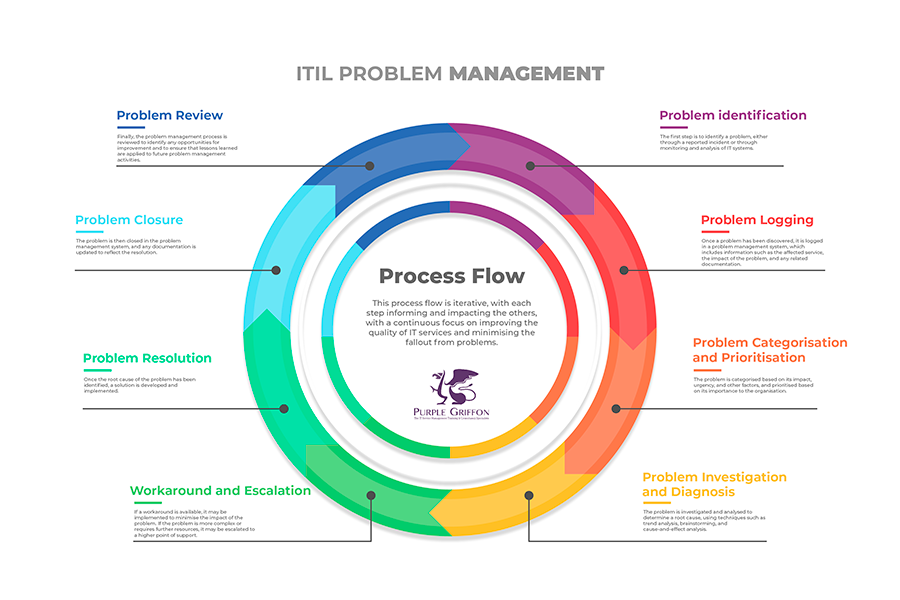 ITIL PROBLEM MANAGEMENT
Problem Review
Finally, the problem management process is
reviewed to identify any opportunities for
improvement and to ensure that lessons learned
are applied to future problem management
activities.
Problem identification
The first step is to identify a problem, either
through a reported incident or through
monitoring and analysis of IT systems.
Problem Closure
The problem is then closed in the problem
management system, and any documentation is
updated to reflect the resolution.
Problem Logging
Once a problem has been discovered, it is logged
in a problem management system, which
includes information such as the affected service,
the impact of the problem, and any related
documentation.
Process Flow
This process flow is iterative, with each
step informing and impacting the others,
with a continuous focus on improving the
quality of IT services and minimising the
fallout from problems.
PURPLE GRIFFON
Problem Resolution
Once the root cause of the problem has been
identified, a solution is developed and
implemented.
Problem Categorisation
and Prioritisation
The problem is categorised based on its impact,
urgency, and other factors, and prioritised based
on its importance to the organisation.
Workaround and Escalation
If a workaround is available, it may be
implemented to minimise the impact of the
problem. If the problem is more complex or
requires further resources, it may be escalated to
a higher point of support.
Problem Investigation
and Diagnosis
The problem is investigated and analysed to
determine a root cause, using techniques such as
trend analysis, brainstorming, and
cause-and-effect analysis.